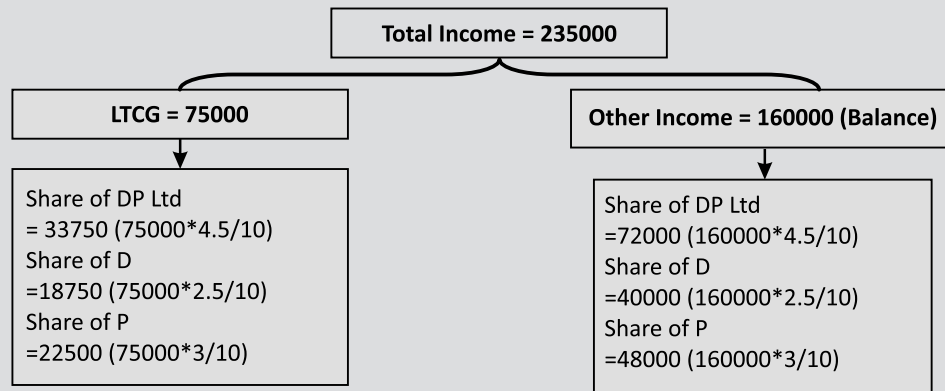 Total Income = 235000
LTCG = 75000
Other Income = 160000 (Balance)
Share of DP Ltd
= 33750 (75000*4.5/10)
Share of D
=18750 (75000*2.5/10)
Share of P
=22500 (75000*3/10)
Share of DP Ltd
=72000 (160000*4.5/10)
Share of D
=40000 (160000*2.5/10)
Share of P
=48000 (160000*3/10)